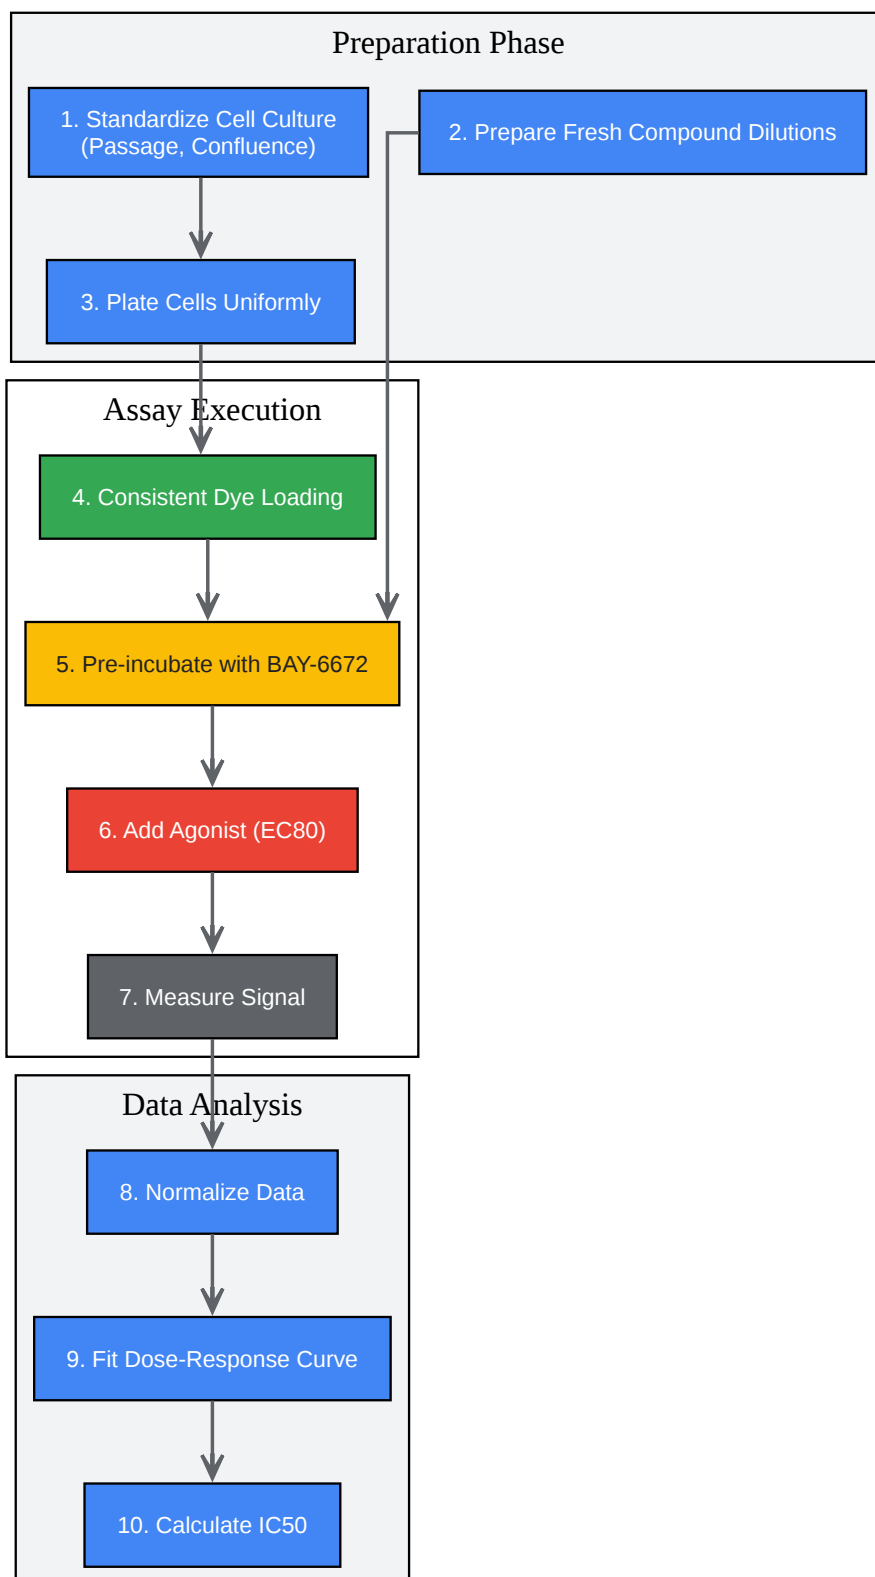 Preparation Phase
1. Standardize Cell Culture
(Passage, Confluence)
2. Prepare Fresh Compound Dilutions
3. Plate Cells Uniformly
Assay Execution
4. Consistent Dye Loading
5. Pre-incubate with BAY-6672
6. Add Agonist (EC80)
7. Measure Signal
Data Analysis
8. Normalize Data
9. Fit Dose-Response Curve
10. Calculate IC50